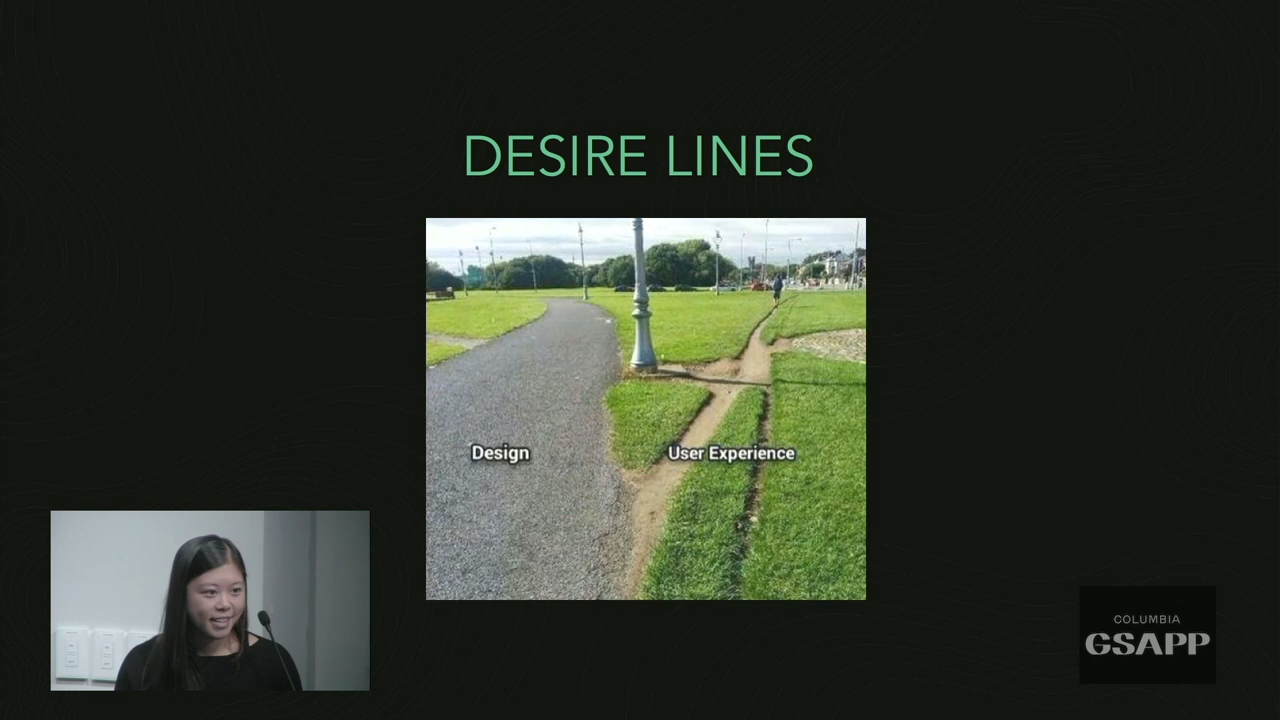 DESIRE LINES
Design
User Experience
COLUMBIA
GSAPP